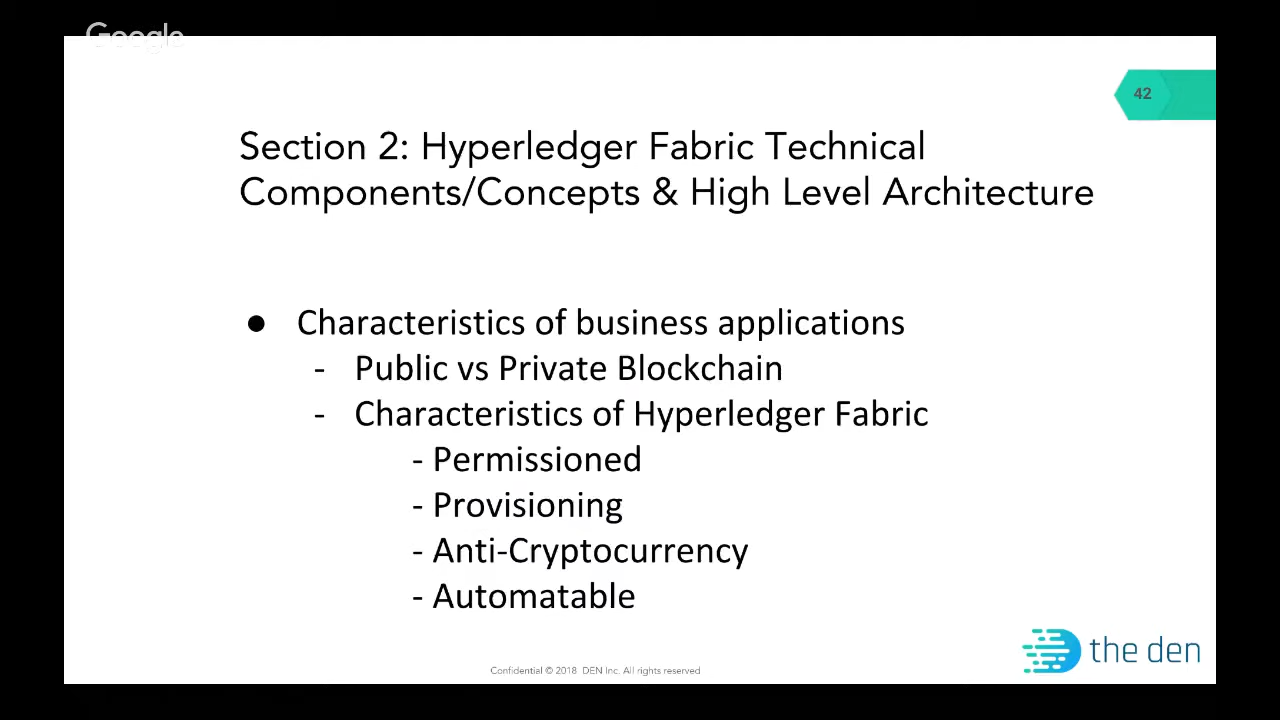 Google
42
Section 2: Hyperledger Fabric Technical
Components/Concepts & High Level Architecture
● Characteristics of business applications
- Public vs Private Blockchain
- Characteristics of Hyperledger Fabric
- Permissioned
- Provisioning
- Anti-Cryptocurrency
- Automatable
the den
Confidential © 2018 DEN Inc. All rights reserved